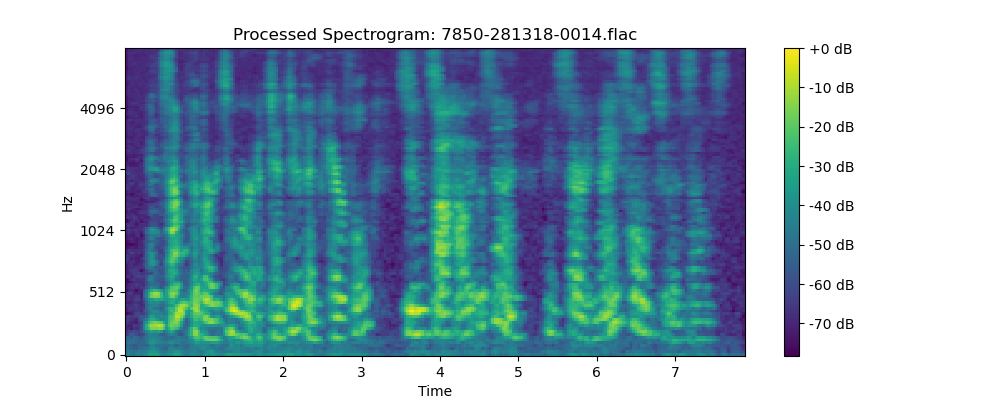 Processed Spectrogram: 7850-281318-0014.flac
Hz
4096
2048
1024
512
0
0 1 2 3 4 5 6 7
Time
+0 dB
-10 dB
-20 dB
-30 dB
-40 dB
-50 dB
-60 dB
-70 dB